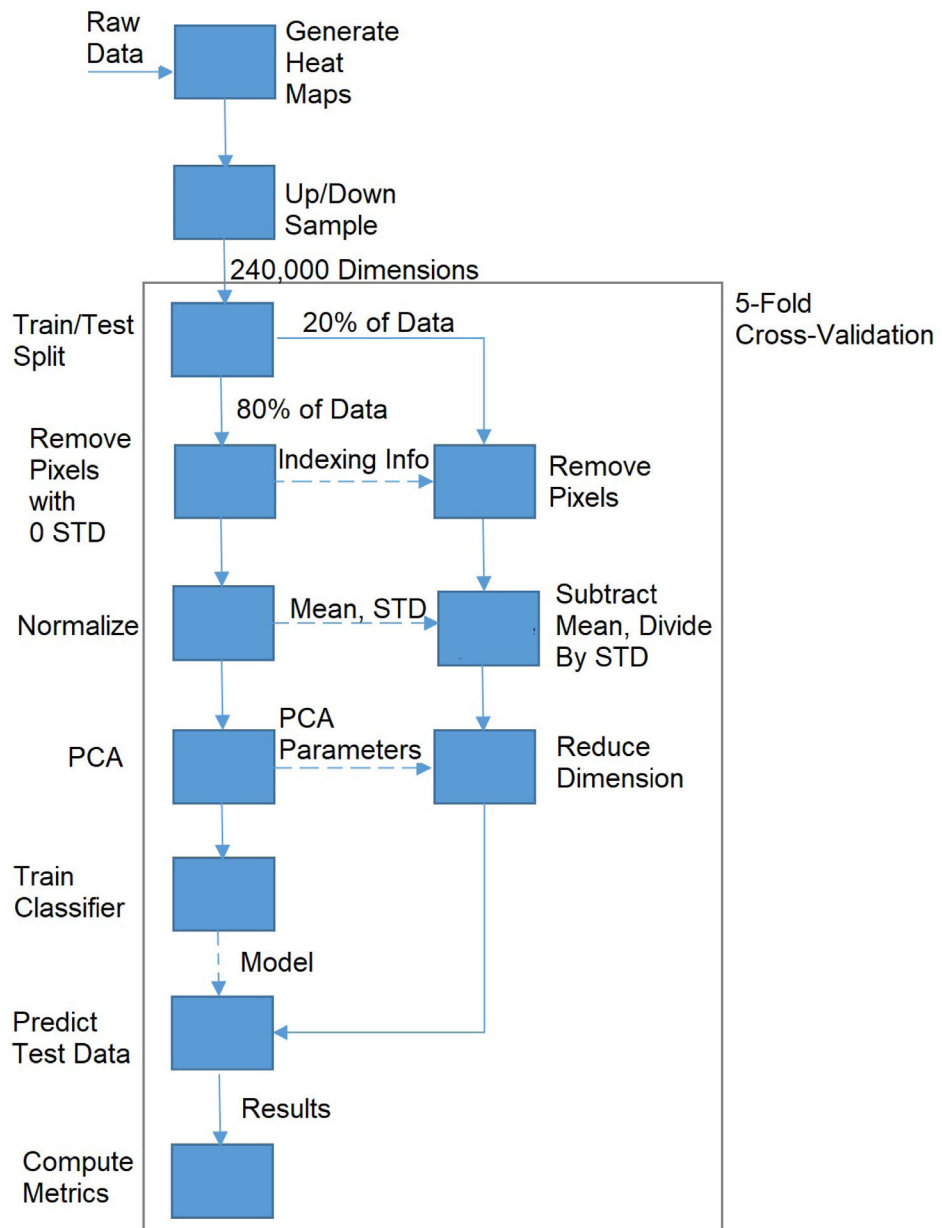 Raw
Data
Generate
Heat
Maps
Up/Down
Sample
240,000 Dimensions
5-Fold
Cross-Validation
Train/Test
Split
20% of Data
80% of Data
Remove
Pixels
with
0 STD
Indexing Info
Remove
Pixels
Normalize
Mean, STD
Subtract
Mean, Divide
By STD
PCA
PCA
Parameters
Reduce
Dimension
Train
Classifier
Model
Predict
Test Data
Results
Compute
Metrics